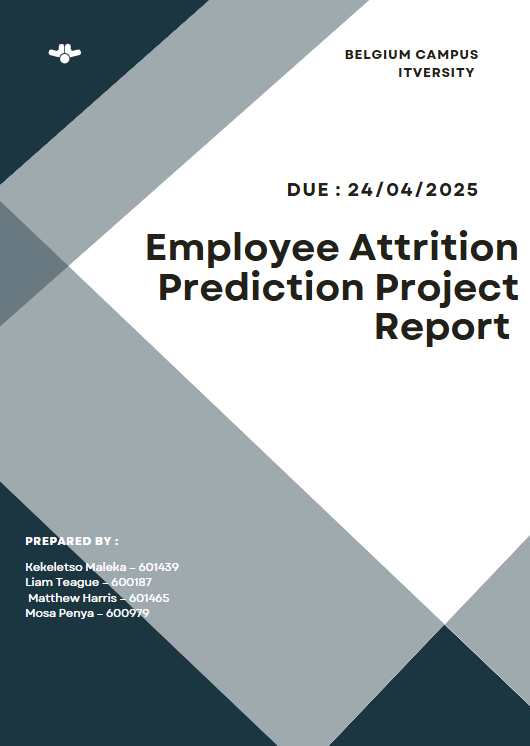 BELGIUM CAMPUS
ITVERSITY
DUE : 24/04/2025
Employee Attrition
Prediction Project
Report
PREPARED BY :
Kekeletso Maleka – 601439
Liam Teague – 600187
Matthew Harris – 601465
Mosa Penya – 600979